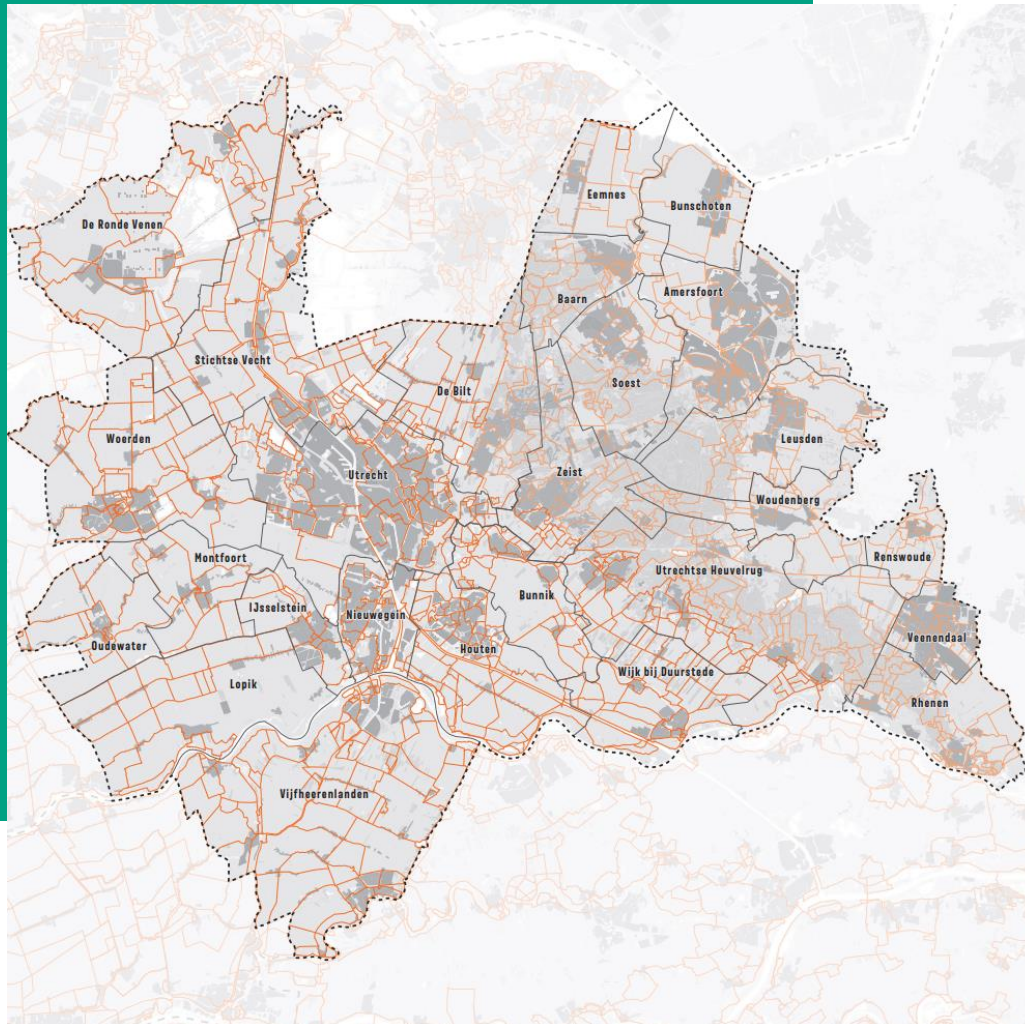 Eemnes
Bunschoten
De Ronde Venen
Amersfoort
Baarn
Stichtse Vecht
Soest
De Bilt
Woerden
Leusden
Utrecht
Zeist
Woudenberg
Montfoort
Renswoude
Utrechtse Heuvelrug
Bunnik
IJsselstein
Nieuwegein
Veenendaal
Oudewater
Houten
Wijk bij Duurstede
Lopik
Rhenen
Vijfheerenlanden